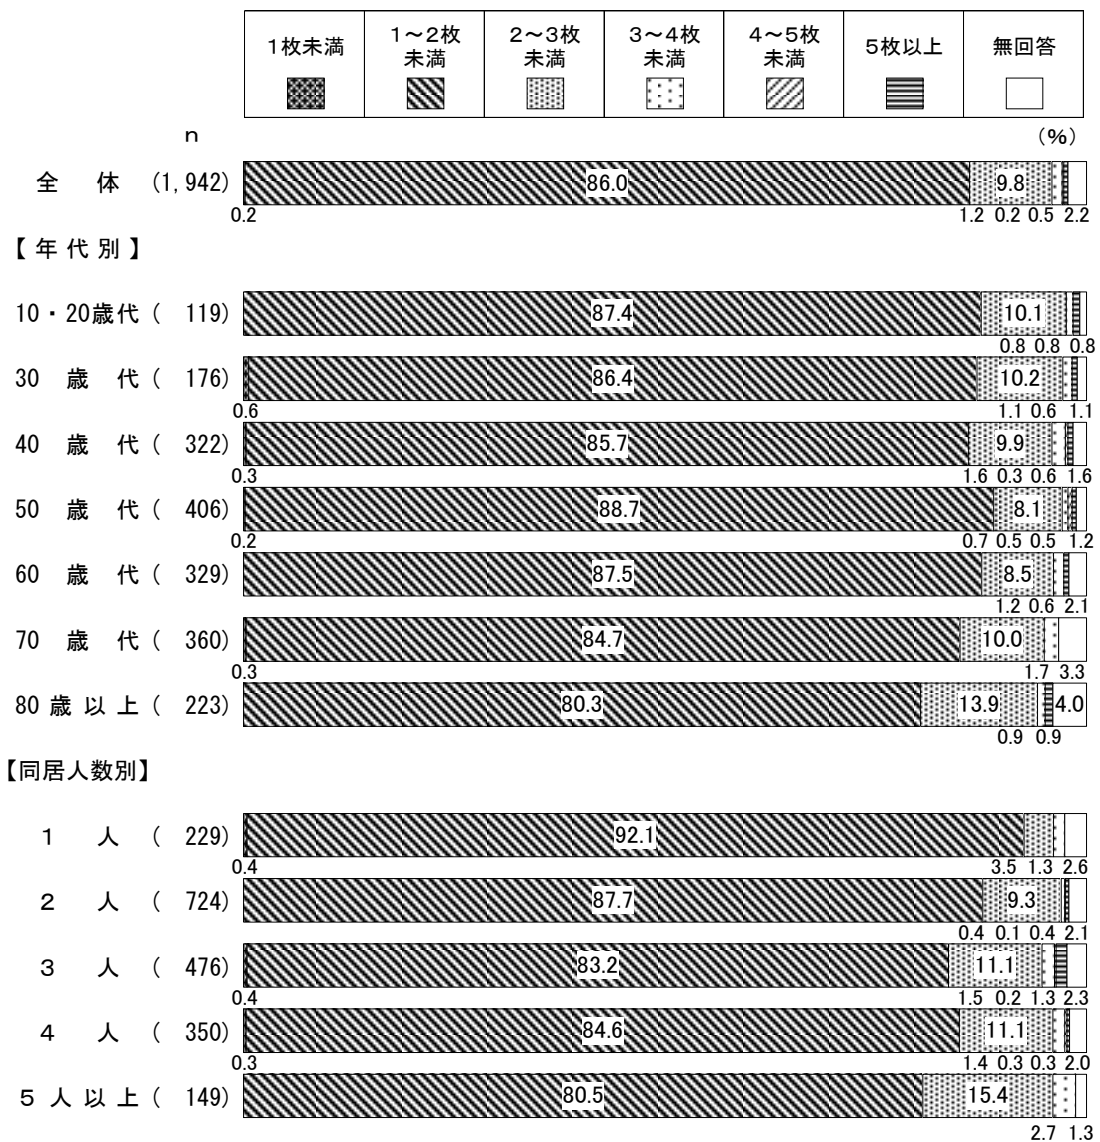 1枚未満 1～2枚未満 2～3枚未満 3～4枚未満 4～5枚未満 5枚以上 無回答
n (%)
全体 (1,942) 86.0 9.8
0.2 1.2 0.2 0.5 2.2
【年代別】
10・20歳代 ( 119) 87.4 10.1
0.8 0.8 0.8
30歳代 ( 176) 86.4 10.2
0.6 1.1 0.6 1.1
40歳代 ( 322) 85.7 9.9
0.3 1.6 0.3 0.6 1.6
50歳代 ( 406) 88.7 8.1
0.2 0.7 0.5 0.5 1.2
60歳代 ( 329) 87.5 8.5
1.2 0.6 2.1
70歳代 ( 360) 84.7 10.0
0.3 1.7 3.3
80歳以上 ( 223) 80.3 13.9 4.0
0.9 0.9
【同居人数別】
1人 ( 229) 92.1
0.4 3.5 1.3 2.6
2人 ( 724) 87.7 9.3
0.4 0.1 0.4 2.1
3人 ( 476) 83.2 11.1
0.4 1.5 0.2 1.3 2.3
4人 ( 350) 84.6 11.1
0.3 1.4 0.3 0.3 2.0
5人以上 ( 149) 80.5 15.4
2.7 1.3